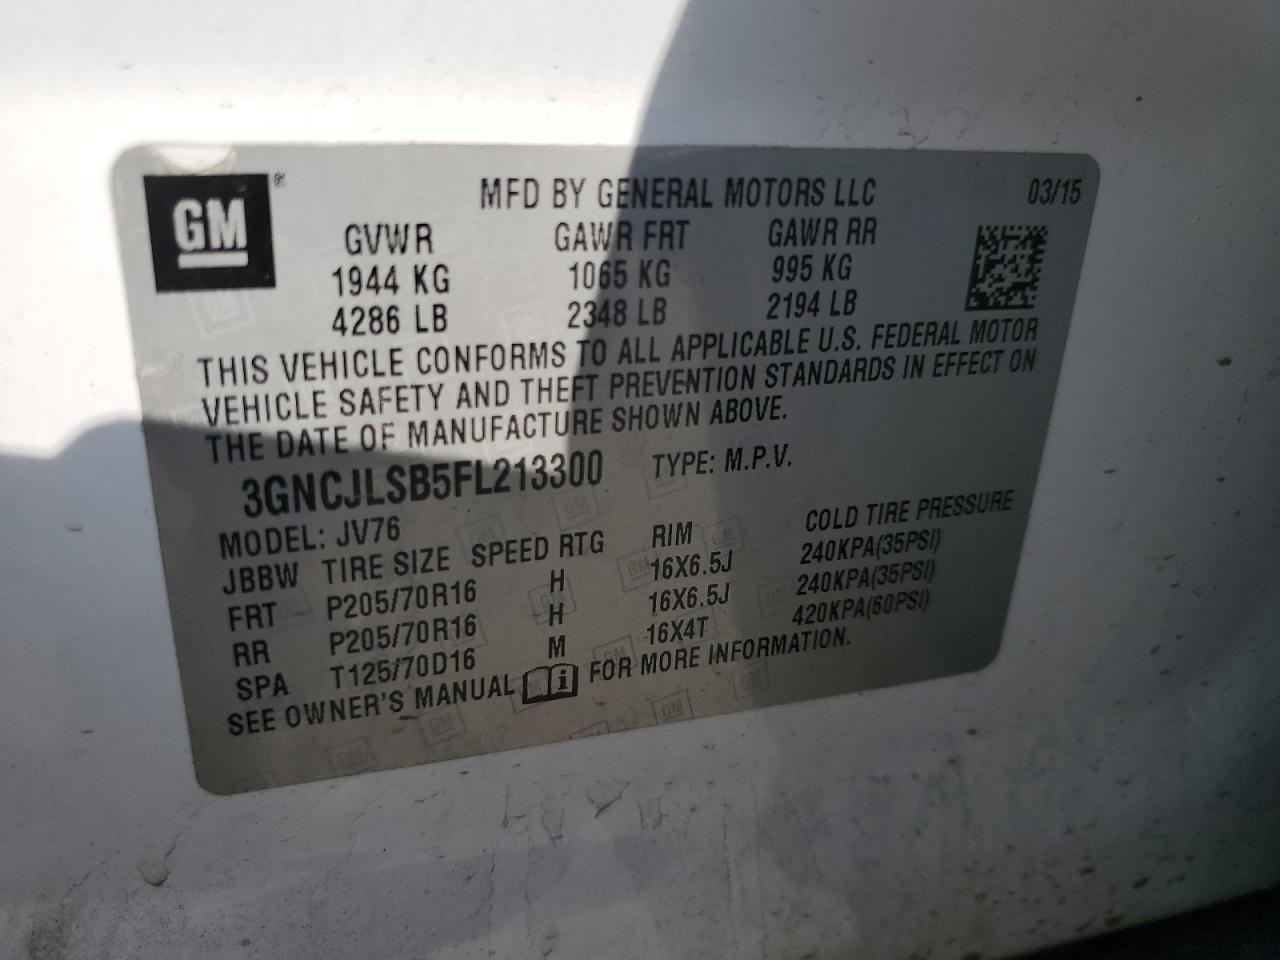 GM ®
MFD BY GENERAL MOTORS LLC 03/15
GVWR GAWR FRT GAWR RR
1944 KG 1065 KG 995 KG
4286 LB 2348 LB 2194 LB
THIS VEHICLE CONFORMS TO ALL APPLICABLE U.S. FEDERAL MOTOR
VEHICLE SAFETY AND THEFT PREVENTION STANDARDS IN EFFECT ON
THE DATE OF MANUFACTURE SHOWN ABOVE.
3GNCJLSB5FL213300 TYPE: M.P.V.
MODEL: JV76
JBBW TIRE SIZE SPEED RTG RIM COLD TIRE PRESSURE
FRT P205/70R16 H 16X6.5J 240KPA(35PSI)
RR P205/70R16 H 16X6.5J 240KPA(35PSI)
SPA T125/70D16 M 16X4T 420KPA(60PSI)
SEE OWNER'S MANUAL i FOR MORE INFORMATION.